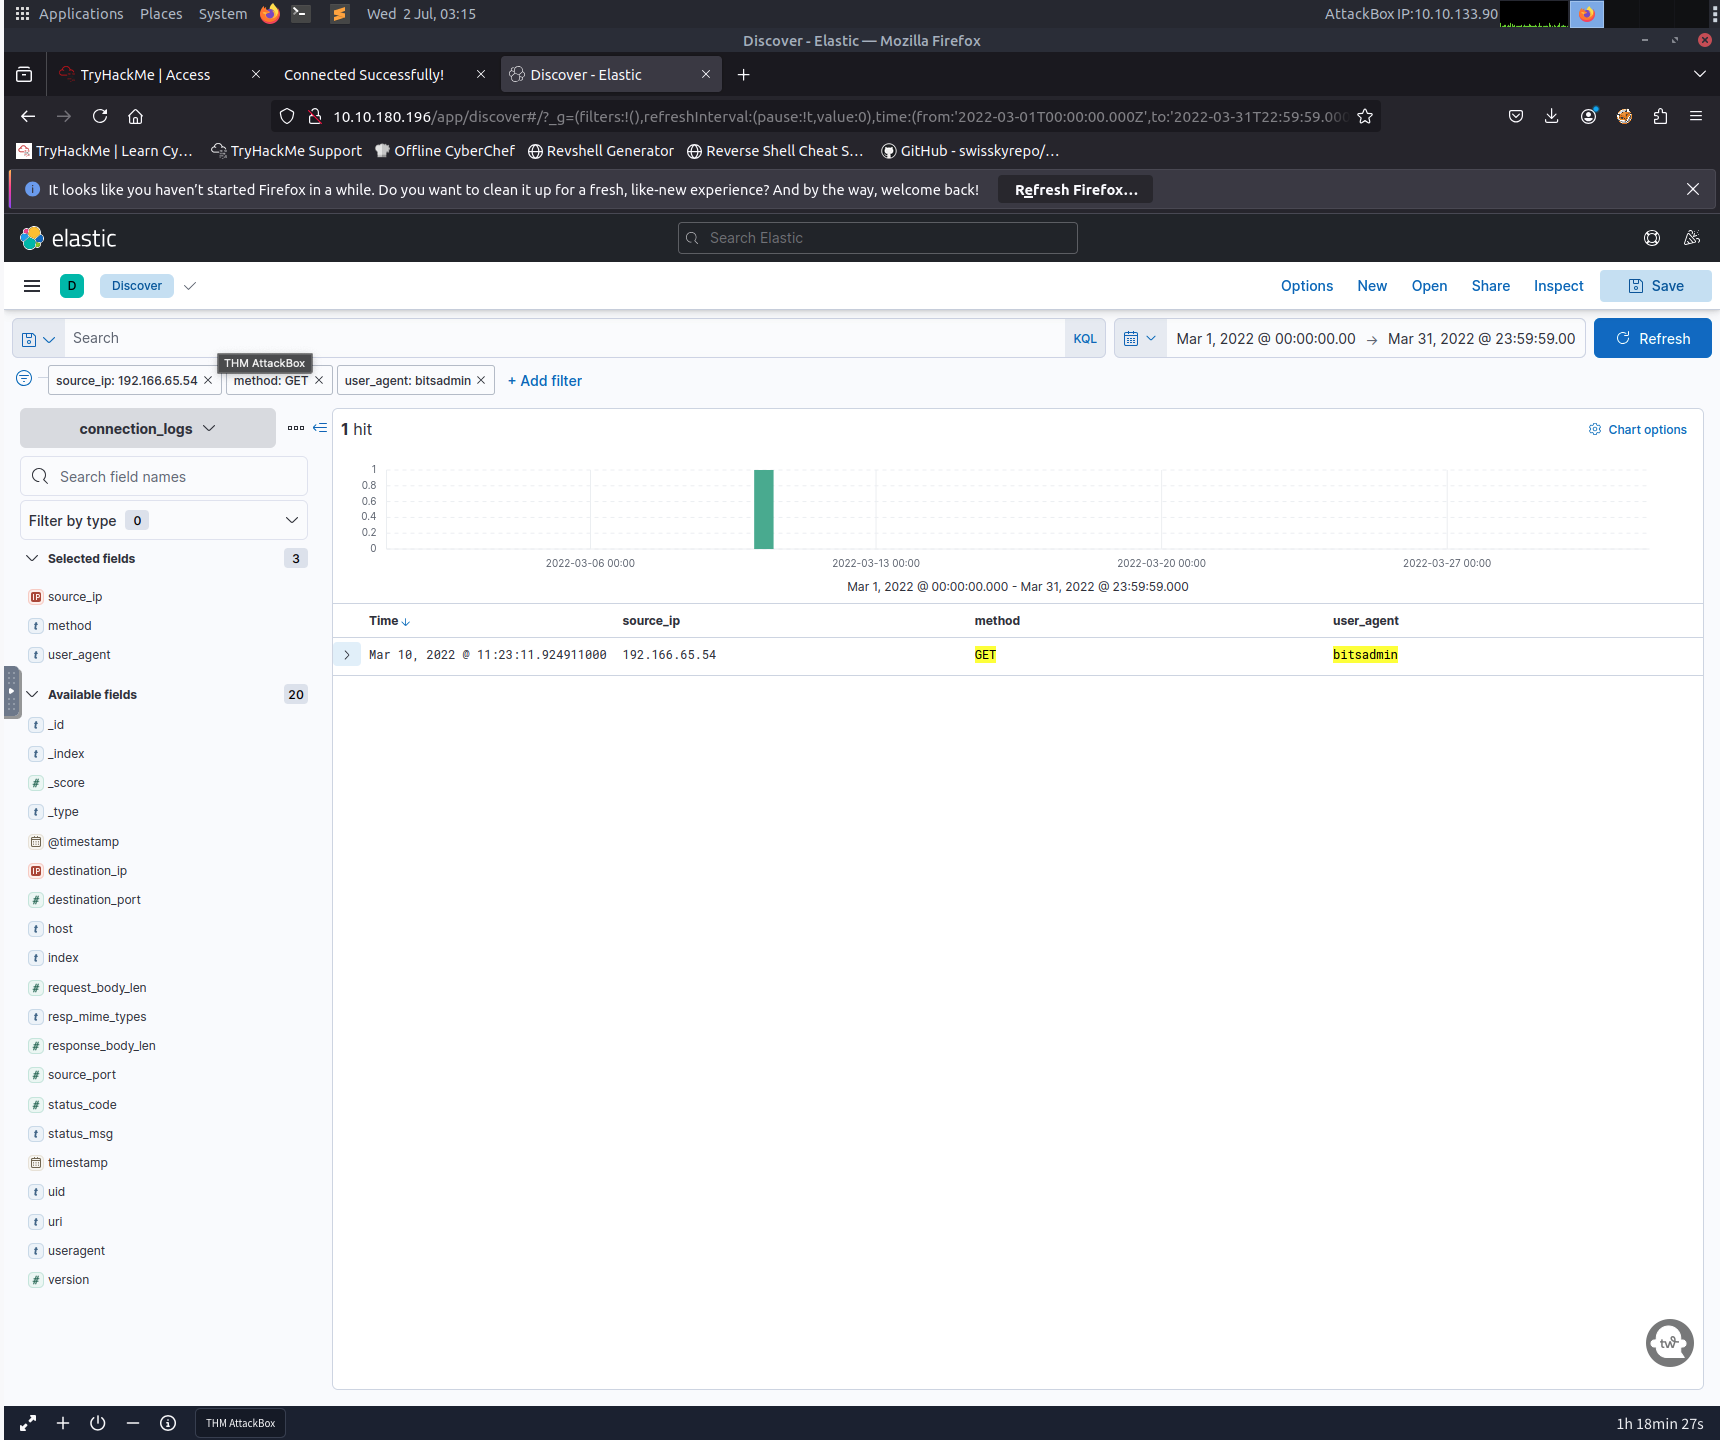 Applications Places System Wed 2 Jul, 03:15 AttackBox IP:10.10.133.90
Discover - Elastic — Mozilla Firefox
TryHackMe | Access Connected Successfully! Discover - Elastic
10.10.180.196/app/discover#/?_g=(filters:!(),refreshInterval:(pause:!t,value:0),time:(from:'2022-03-01T00:00:00.000Z',to:'2022-03-31T22:59:59.000
TryHackMe | Learn Cy... TryHackMe Support Offline CyberChef Revshell Generator Reverse Shell Cheat S... GitHub - swisskyrepo/...
It looks like you haven't started Firefox in a while. Do you want to clean it up for a fresh, like-new experience? And by the way, welcome back! Refresh Firefox...
elastic Search Elastic
D Discover Options New Open Share Inspect Save
Search KQL Mar 1, 2022 @ 00:00:00.00 → Mar 31, 2022 @ 23:59:59.00 Refresh
THM AttackBox
source_ip: 192.166.65.54 method: GET user_agent: bitsadmin + Add filter
connection_logs
1 hit Chart options
Search field names
Filter by type 0
Selected fields 3
source_ip
method
user_agent
Available fields 20
_id
_index
_score
_type
@timestamp
destination_ip
destination_port
host
index
request_body_len
resp_mime_types
response_body_len
source_port
status_code
status_msg
timestamp
uid
uri
useragent
version
1
0.8
0.6
0.4
0.2
0
2022-03-06 00:00 2022-03-13 00:00 2022-03-20 00:00 2022-03-27 00:00
Mar 1, 2022 @ 00:00:00.000 - Mar 31, 2022 @ 23:59:59.000
Time source_ip method user_agent
Mar 10, 2022 @ 11:23:11.924911000 192.166.65.54 GET bitsadmin
tw
THM AttackBox 1h 18min 27s